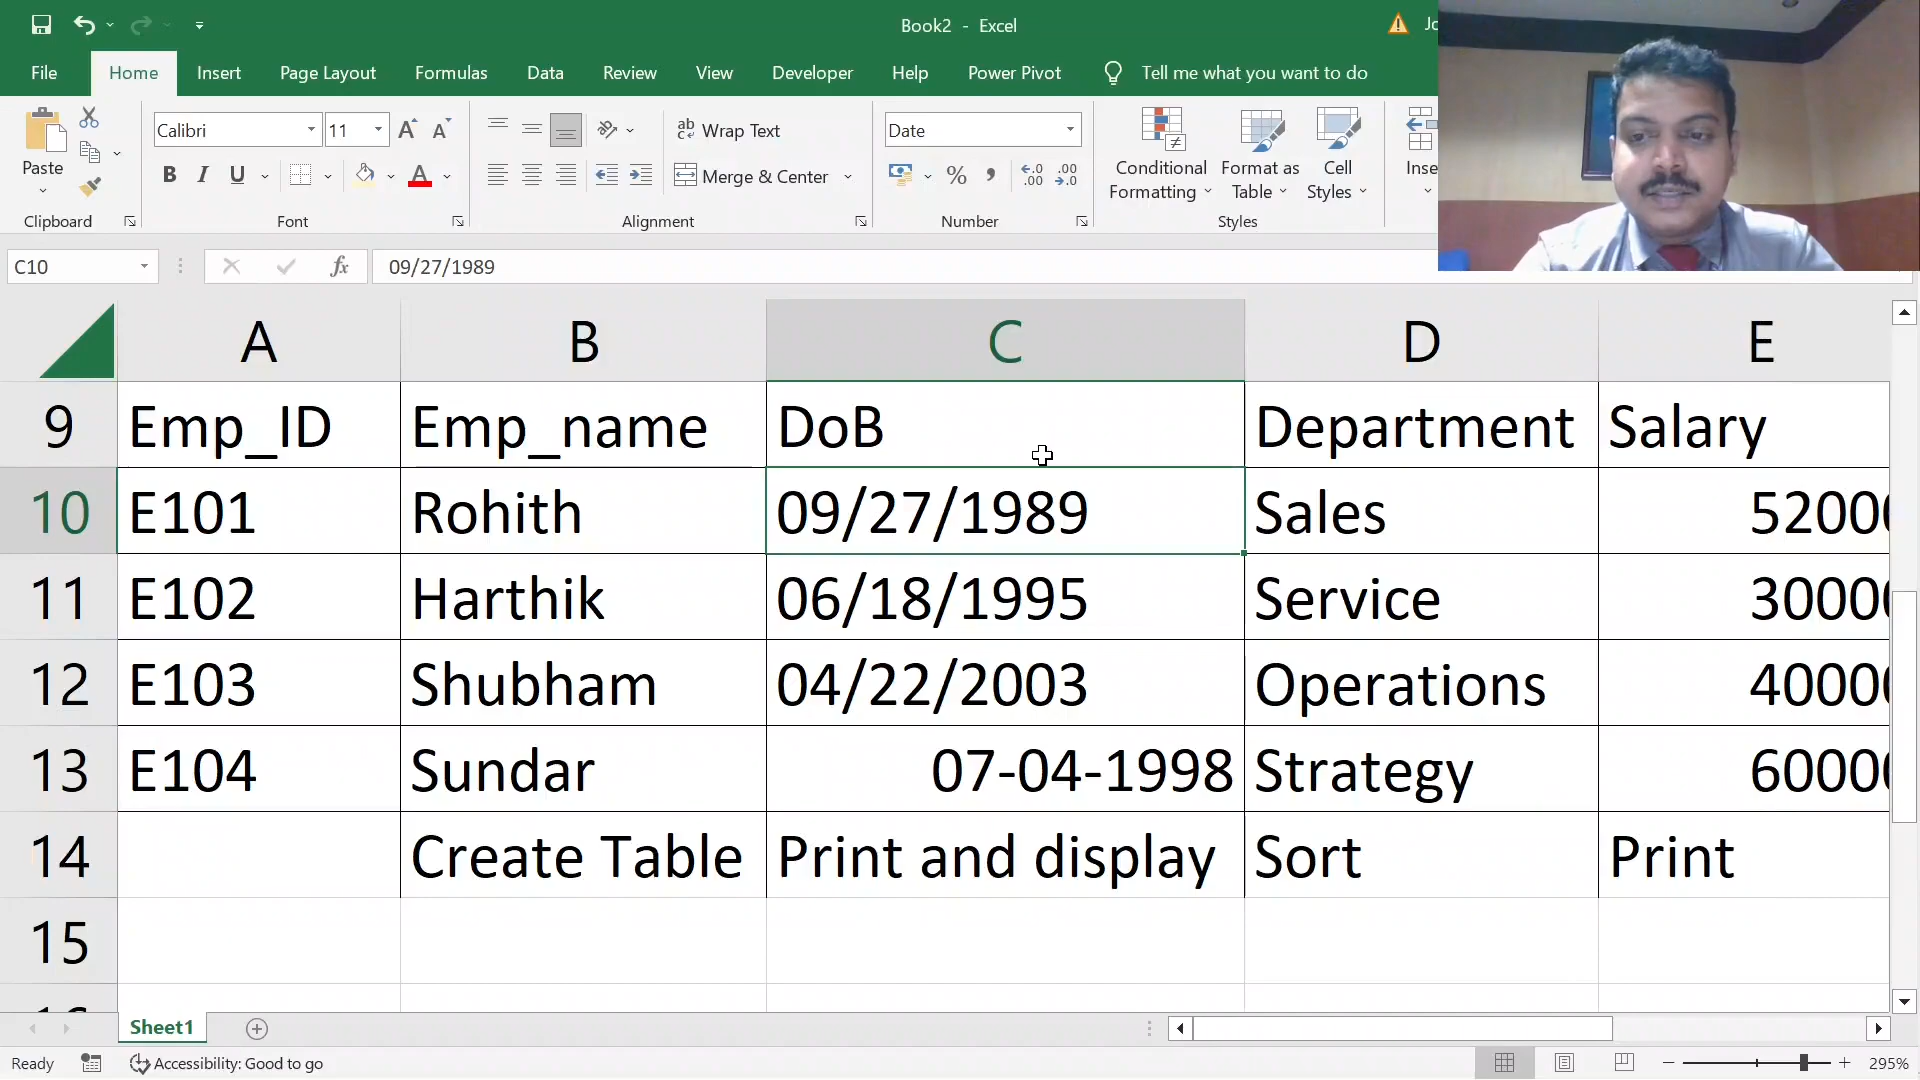 Book2 - Excel
File Home Insert Page Layout Formulas Data Review View Developer Help Power Pivot Tell me what you want to do
Paste
Calibri 11
B I U
ab Wrap Text
Merge & Center
Date
% , .00
Conditional Formatting
Format as Table
Cell Styles
Clipboard Font Alignment Number Styles
C10 fx 09/27/1989
A B C D E
9 Emp_ID Emp_name DoB Department Salary
10 E101 Rohith 09/27/1989 Sales
11 E102 Harthik 06/18/1995 Service
12 E103 Shubham 04/22/2003 Operations
13 E104 Sundar 07-04-1998 Strategy
14 Create Table Print and display Sort Print
15
Sheet1
Ready Accessibility: Good to go 295%